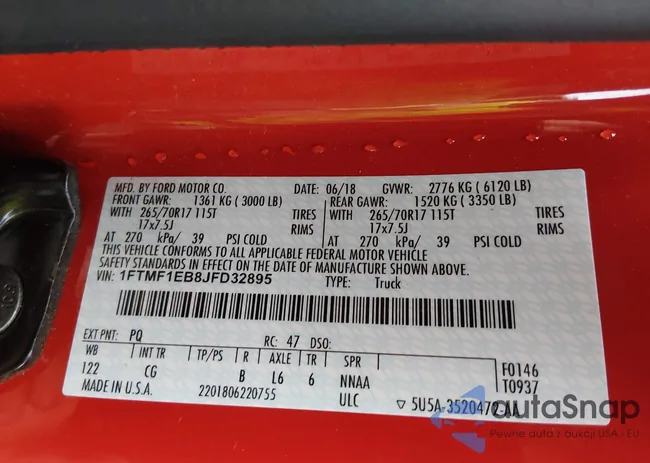 MFD. BY FORD MOTOR CO. DATE: 06/18 GVWR: 2776 KG ( 6120 LB)
FRONT GAWR: 1361 KG ( 3000 LB) REAR GAWR: 1520 KG ( 3350 LB)
WITH 265/70R17 115T TIRES WITH 265/70R17 115T TIRES
17x7.5J RIMS 17x7.5J RIMS
AT 270 kPa/ 39 PSI COLD AT 270 kPa/ 39 PSI COLD
THIS VEHICLE CONFORMS TO ALL APPLICABLE FEDERAL MOTOR VEHICLE
SAFETY STANDARDS IN EFFECT ON THE DATE OF MANUFACTURE SHOWN ABOVE.
VIN: 1FTMF1EB8JFD32895 TYPE: Truck
EXT PNT: PQ RC: 47 DSO:
WB INT TR TP/PS R AXLE TR SPR F0146
122 CG B L6 6 NNAA T0937
MADE IN U.S.A. 2201806220755 ULC ▽ 5U5A-3520472-AA
autoSnap
Pewne auta z aukcji USA - EU